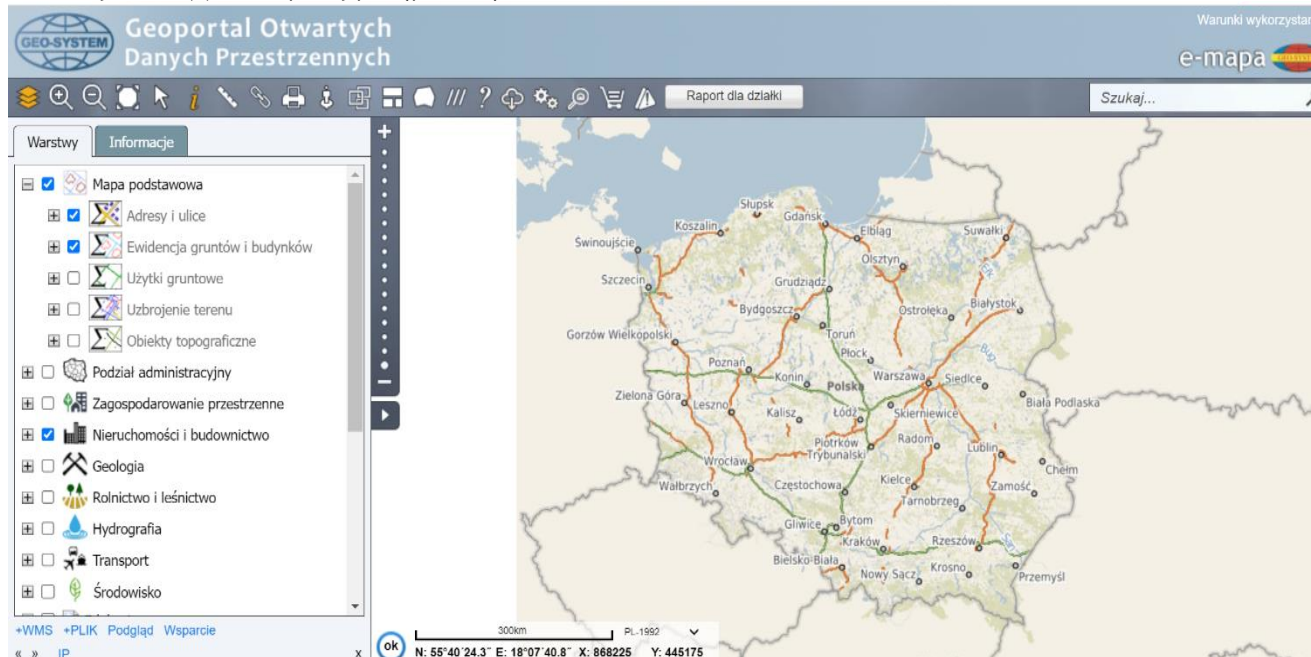 GEO-SYSTEM
Geoportal Otwartych
Danych Przestrzennych
Warunki wykorzystan
e-mapa
Raport dla działki
Szukaj...
Warstwy
Informacje
Mapa podstawowa
Adresy i ulice
Ewidencja gruntów i budynków
Użytki gruntowe
Uzbrojenie terenu
Obiekty topograficzne
Podział administracyjny
Zagospodarowanie przestrzenne
Nieruchomości i budownictwo
Geologia
Rolnictwo i leśnictwo
Hydrografia
Transport
Środowisko
+WMS +PLIK Podgląd Wsparcie
« » IP x
Słupsk
Gdańsk
Koszalin
Elbląg
Suwałki
Świnoujście
Olsztyn
Ełk
Szczecin
Grudziądz
Bydgoszcz
Ostrołęka
Białystok
Gorzów Wielkopolski
Toruń
Płock
Bug
Poznań
Konin
Polska
Warszawa
Siedlce
Zielona Góra
Leszno
Kalisz
Łódź
Skierniewice
Biała Podlaska
Piotrków
Trybunalski
Radom
Lublin
Wrocław
Chełm
Wałbrzych
Częstochowa
Kielce
Zamość
Tarnobrzeg
Gliwice
Bytom
Kraków
Rzeszów
San
Bielsko-Biała
Nowy Sącz
Krosno
Przemyśl
300km
PL-1992
ok
N: 55°40´24.3˝ E: 18°07´40.8˝ X: 868225 Y: 445175